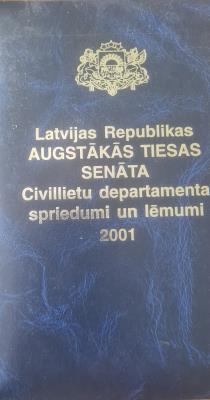 Latvijas Republikas
AUGSTĀKĀS TIESAS
SENĀTA
Civillietu departamenta
spriedumi un lēmumi
2001